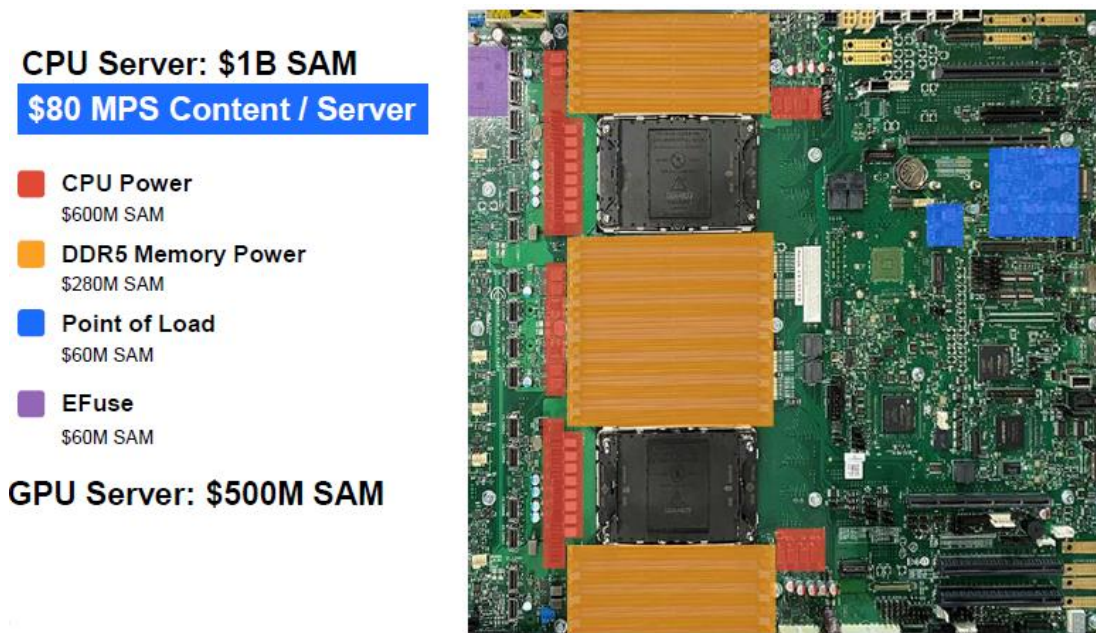 CPU Server: $1B SAM
$80 MPS Content / Server
CPU Power
$600M SAM
DDR5 Memory Power
$280M SAM
Point of Load
$60M SAM
EFuse
$60M SAM
GPU Server: $500M SAM